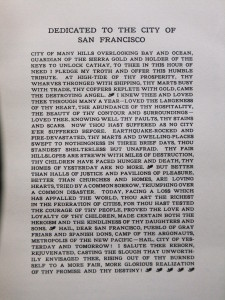 DEDICATED TO THE CITY OF
SAN FRANCISCO
CITY OF MANY HILLS OVERLOOKING BAY AND OCEAN,
GUARDIAN OF THE SIERRA GOLD AND HOLDER OF THE
KEYS TO UNLOCK CATHAY, TO THEE IN THIS HOUR OF
NEED I PLEDGE MY TROTH AND OFFER THIS HUMBLE
TRIBUTE. AT HIGH-TIDE OF THY PROSPERITY, THY
WHARVES THRONGED WITH SHIPPING, THY MARTS BUSY
WITH TRADE, THY COFFERS REPLETE WITH GOLD, CAME
THE DESTROYING ANGEL. I KNEW THEE AND LOVED
THEE THROUGH MANY A YEAR—LOVED THE LARGENESS
OF THY HEART, THE ABUNDANCE OF THY HOSPITALITY,
THE BEAUTY OF THY CONTOUR AND SURROUNDINGS—
LOVED THEE, KNOWING WELL THY FAULTS, THY STAINS
AND SCARS. NOW THOU HAST SUFFERED AS NO CITY
E'ER SUFFERED BEFORE. EARTHQUAKE-ROCKED AND
FIRE-DEVASTATED, THY MARTS AND DWELLING PLACES
SWEPT TO NOTHINGNESS IN THREE BRIEF DAYS, THOU
STANDEST SHELTERLESS BUT UNAFRAID. THY FAIR
HILLSLOPES ARE STREWN WITH MILES OF DESTRUCTION,
THY CHILDREN HAVE FACED HUNGER AND DEATH, THY
HOMES OF YESTERDAY ARE NO MORE. BUT BETTER
THAN HALLS OF JUSTICE AND PAVILIONS OF PLEASURE,
BETTER THAN CHURCHES AND HOMES, ARE LOVING
HEARTS, TRIED BY A COMMON SORROW, TRIUMPHING OVER
A COMMON DISASTER. TODAY, FACING A LOSS WHICH
HAS APPALLED THE WORLD, THOU ART THE RICHEST
IN THE FEDERATION OF CITIES, FOR THOU HAST TESTED
THE COURAGE OF THY PEOPLE, PROVED THE LOVE AND
LOYALTY OF THY CHILDREN, MADE CERTAIN BOTH THE
HEROISM AND THE KINDNESS OF THY DAUGHTERS AND
SONS. HAIL, DEAR SAN FRANCISCO, PUEBLO OF GRAY
FRIARS AND SPANISH DONS, CAMP OF THE ARGONAUTS,
METROPOLIS OF THE NEW PACIFIC—HAIL, CITY OF YES-
TERDAY AND TOMORROW! I SALUTE THEE REBORN,
REJUVENATED, CASTING THE SLOUGH THAT UNWORTH-
ILY ENVISAGED THEE, RISING OUT OF THY BURNED
SELF TO A MORE FAIR, MORE GLORIOUS REALIZATION
OF THY PROMISE AND THY DESTINY!